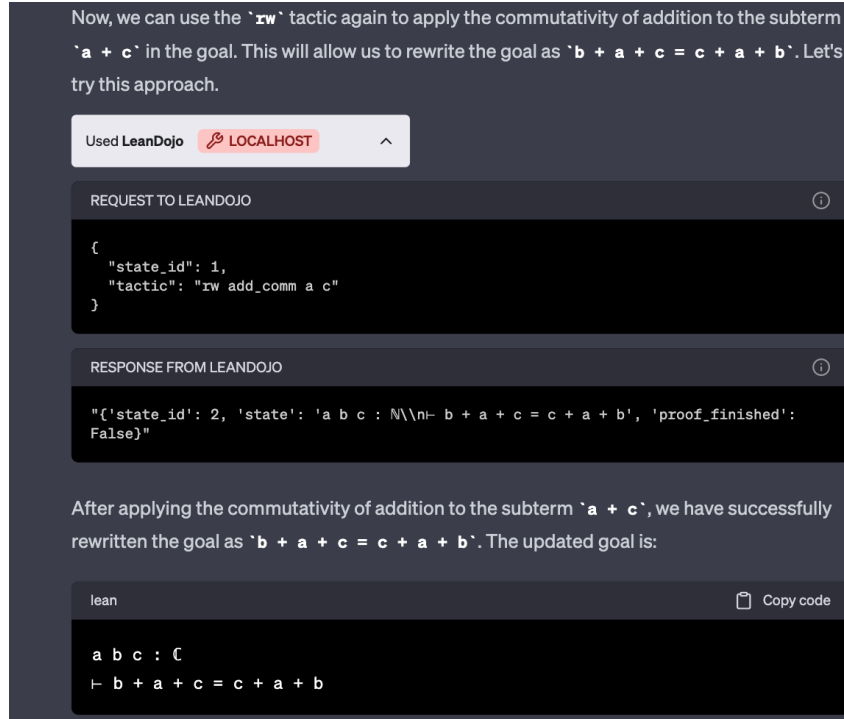 Now, we can use the `rw` tactic again to apply the commutativity of addition to the subterm
`a + c` in the goal. This will allow us to rewrite the goal as `b + a + c = c + a + b`. Let's
try this approach.
Used LeanDojo LOCALHOST
REQUEST TO LEANDOJO
{
"state_id": 1,
"tactic": "rw add_comm a c"
}
RESPONSE FROM LEANDOJO
"{'state_id': 2, 'state': 'a b c : ℕ\\n⊢ b + a + c = c + a + b', 'proof_finished':
False}"
After applying the commutativity of addition to the subterm `a + c`, we have successfully
rewritten the goal as `b + a + c = c + a + b`. The updated goal is:
lean Copy code
a b c : ℂ
⊢ b + a + c = c + a + b